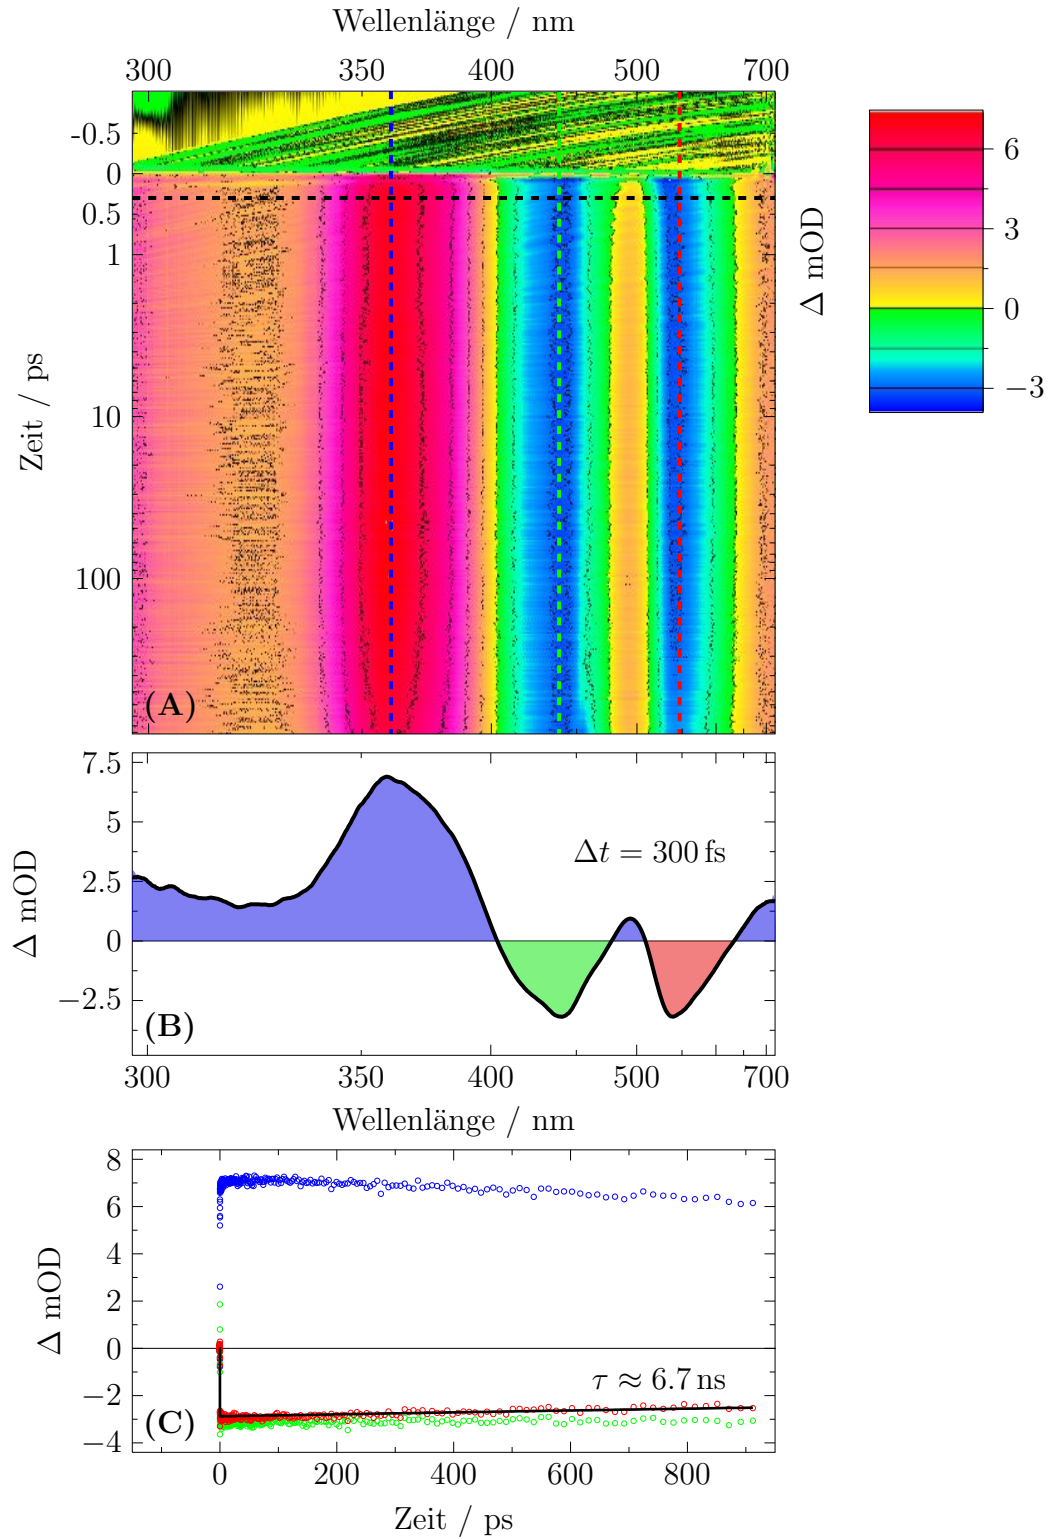 Wellenlänge / nm
300 350 400 500 700
-0.5
0
0.5
1
10
100
Zeit / ps
(A)
6
3
0
−3
Δ mOD
7.5
5
2.5
0
−2.5
Δ mOD
Δt = 300 fs
(B)
300 350 400 500 700
Wellenlänge / nm
8
6
4
2
0
−2
−4
Δ mOD
τ ≈ 6.7 ns
(C)
0 200 400 600 800
Zeit / ps